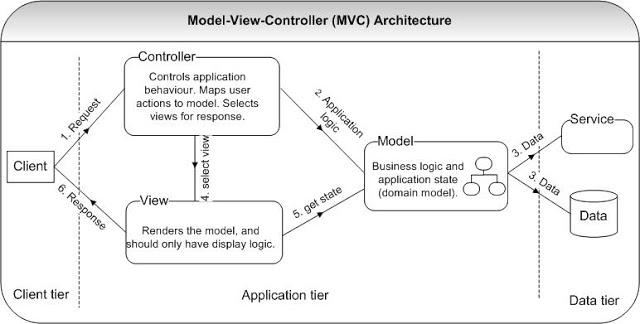 Model-View-Controller (MVC) Architecture
Controller
Controls application
behaviour. Maps user
actions to model. Selects
views for response.
1. Request
2. Application
logic
Client
4. select view
Model
Business logic and
application state
(domain model).
3. Data
Service
3. Data
Data
6. Response
View
Renders the model, and
should only have display logic.
5. get state
Client tier
Application tier
Data tier